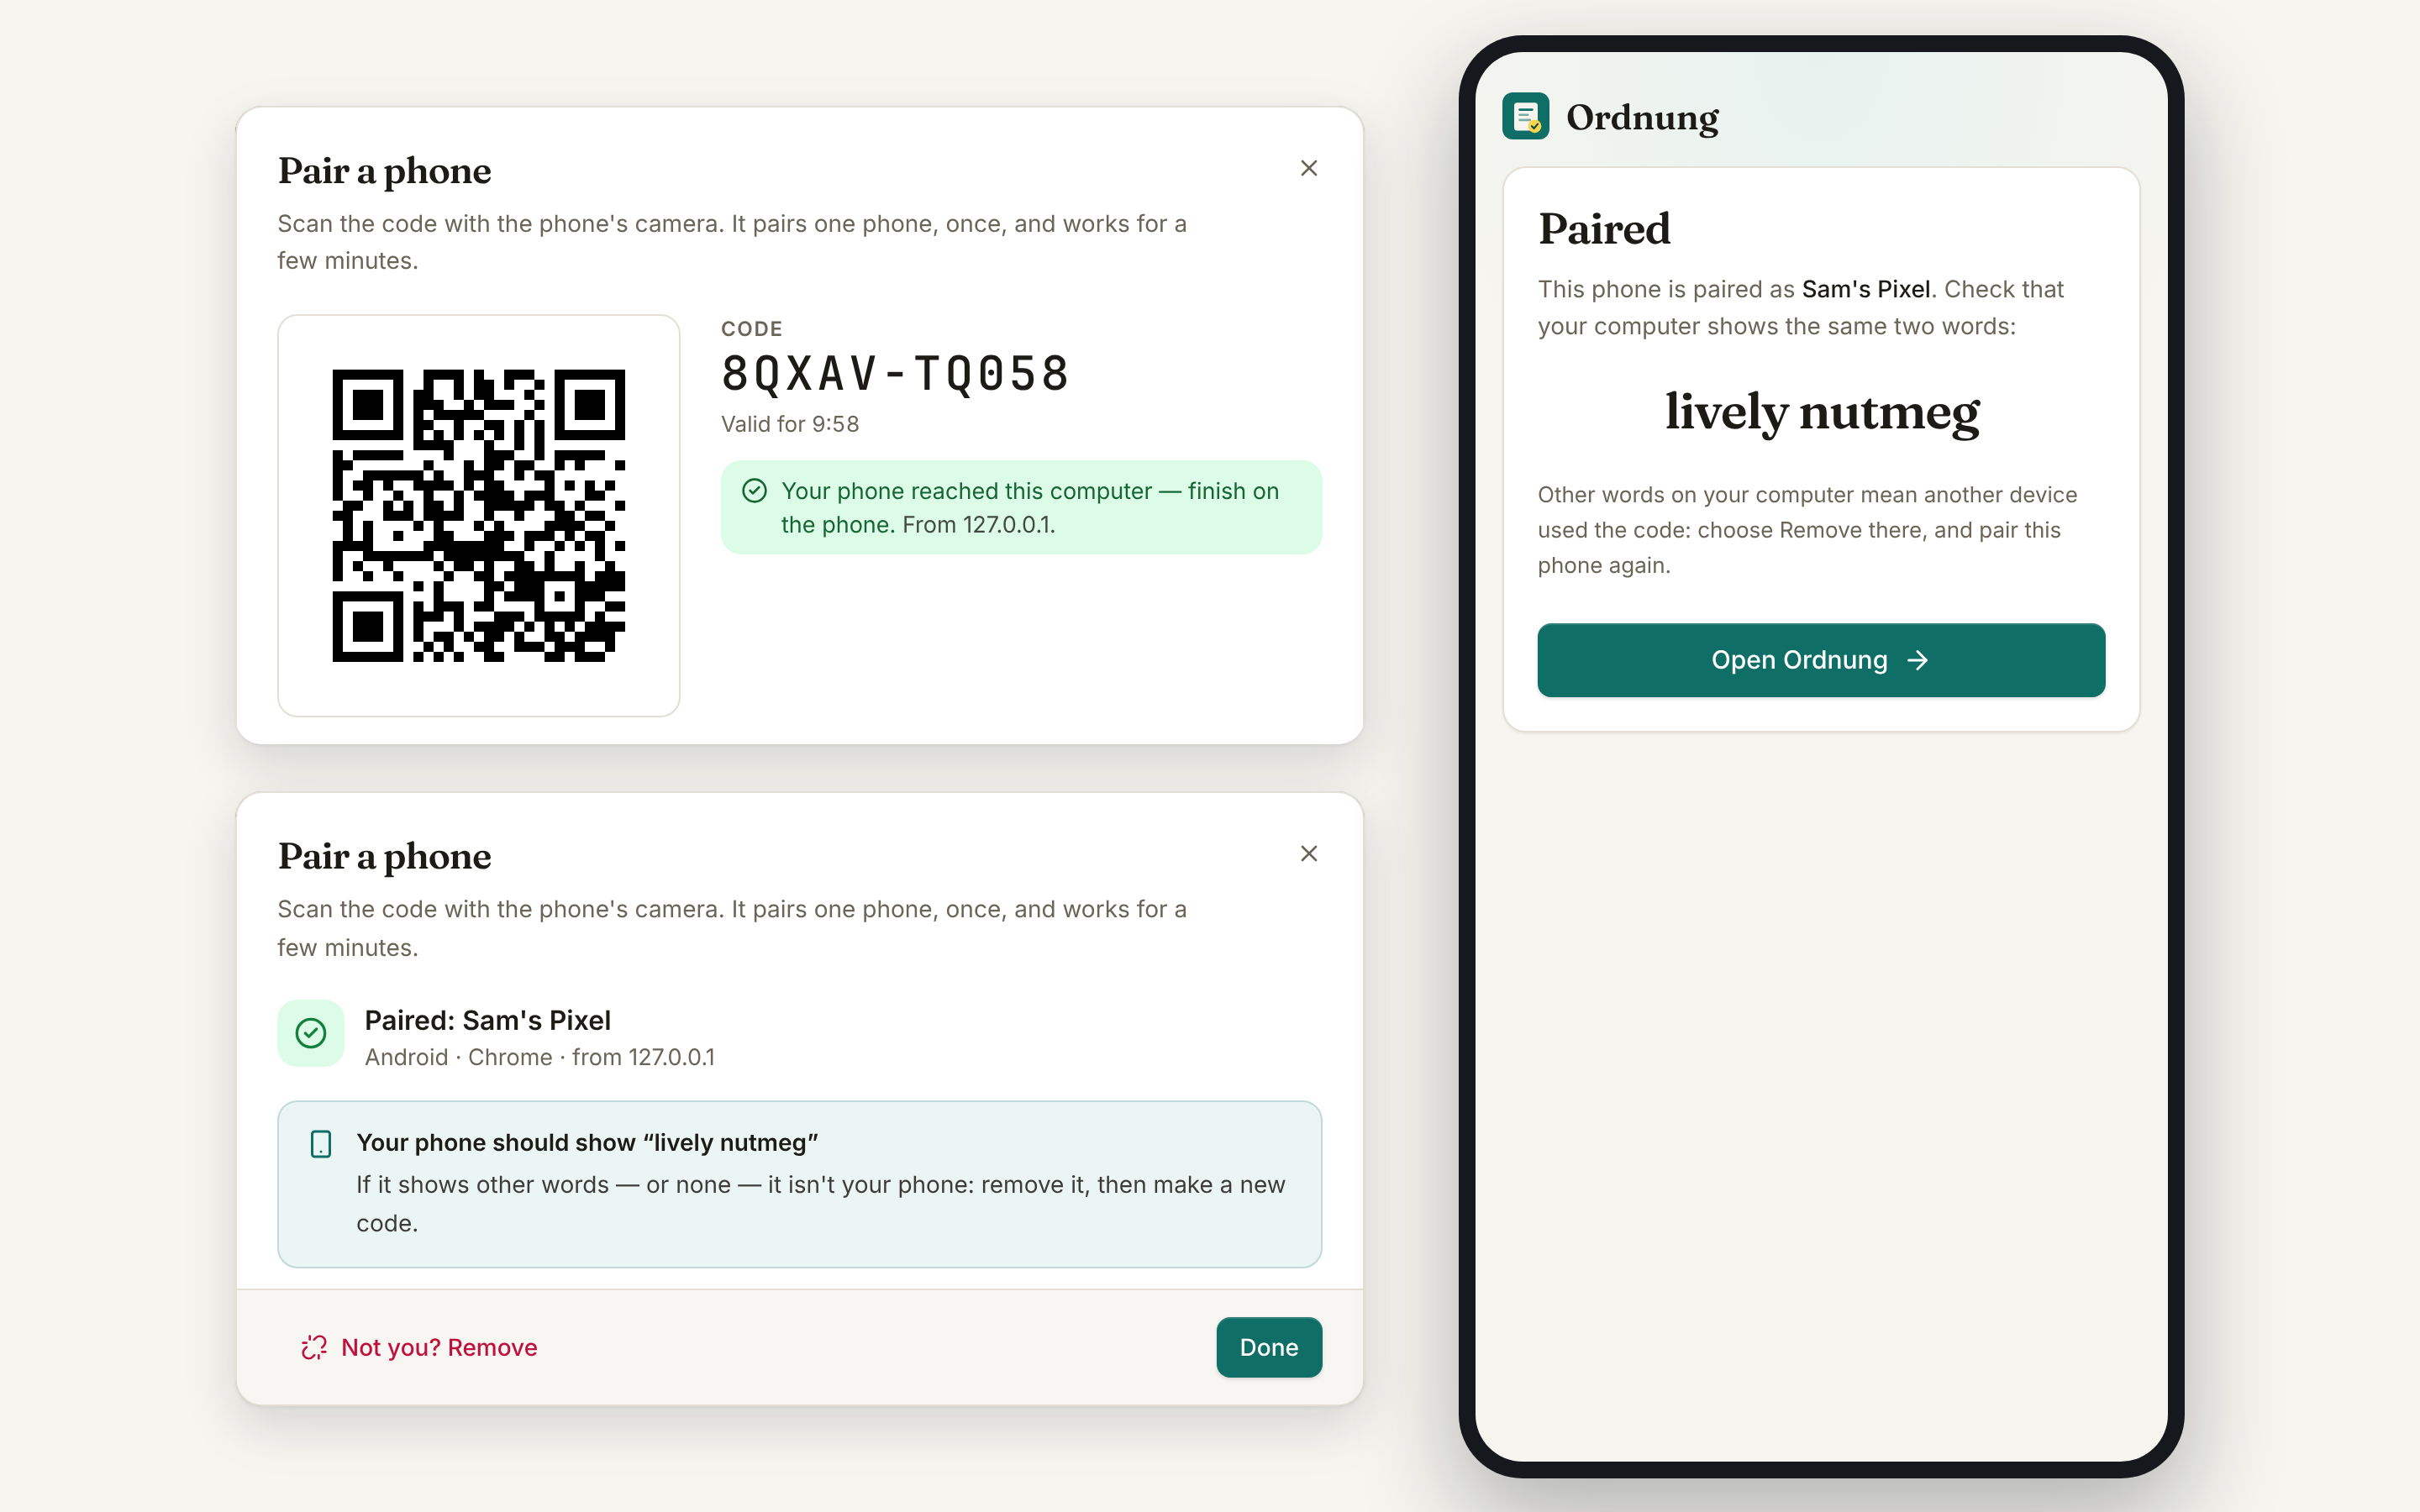 Pair a phone
Scan the code with the phone's camera. It pairs one phone, once, and works for a
few minutes.
CODE
8QXAV-TQ058
Valid for 9:58
Your phone reached this computer — finish on
the phone. From 127.0.0.1.
Pair a phone
Scan the code with the phone's camera. It pairs one phone, once, and works for a
few minutes.
Paired: Sam's Pixel
Android · Chrome · from 127.0.0.1
Your phone should show “lively nutmeg”
If it shows other words — or none — it isn't your phone: remove it, then make a new
code.
Not you? Remove
Done
Ordnung
Paired
This phone is paired as Sam's Pixel. Check that
your computer shows the same two words:
lively nutmeg
Other words on your computer mean another device
used the code: choose Remove there, and pair this
phone again.
Open Ordnung